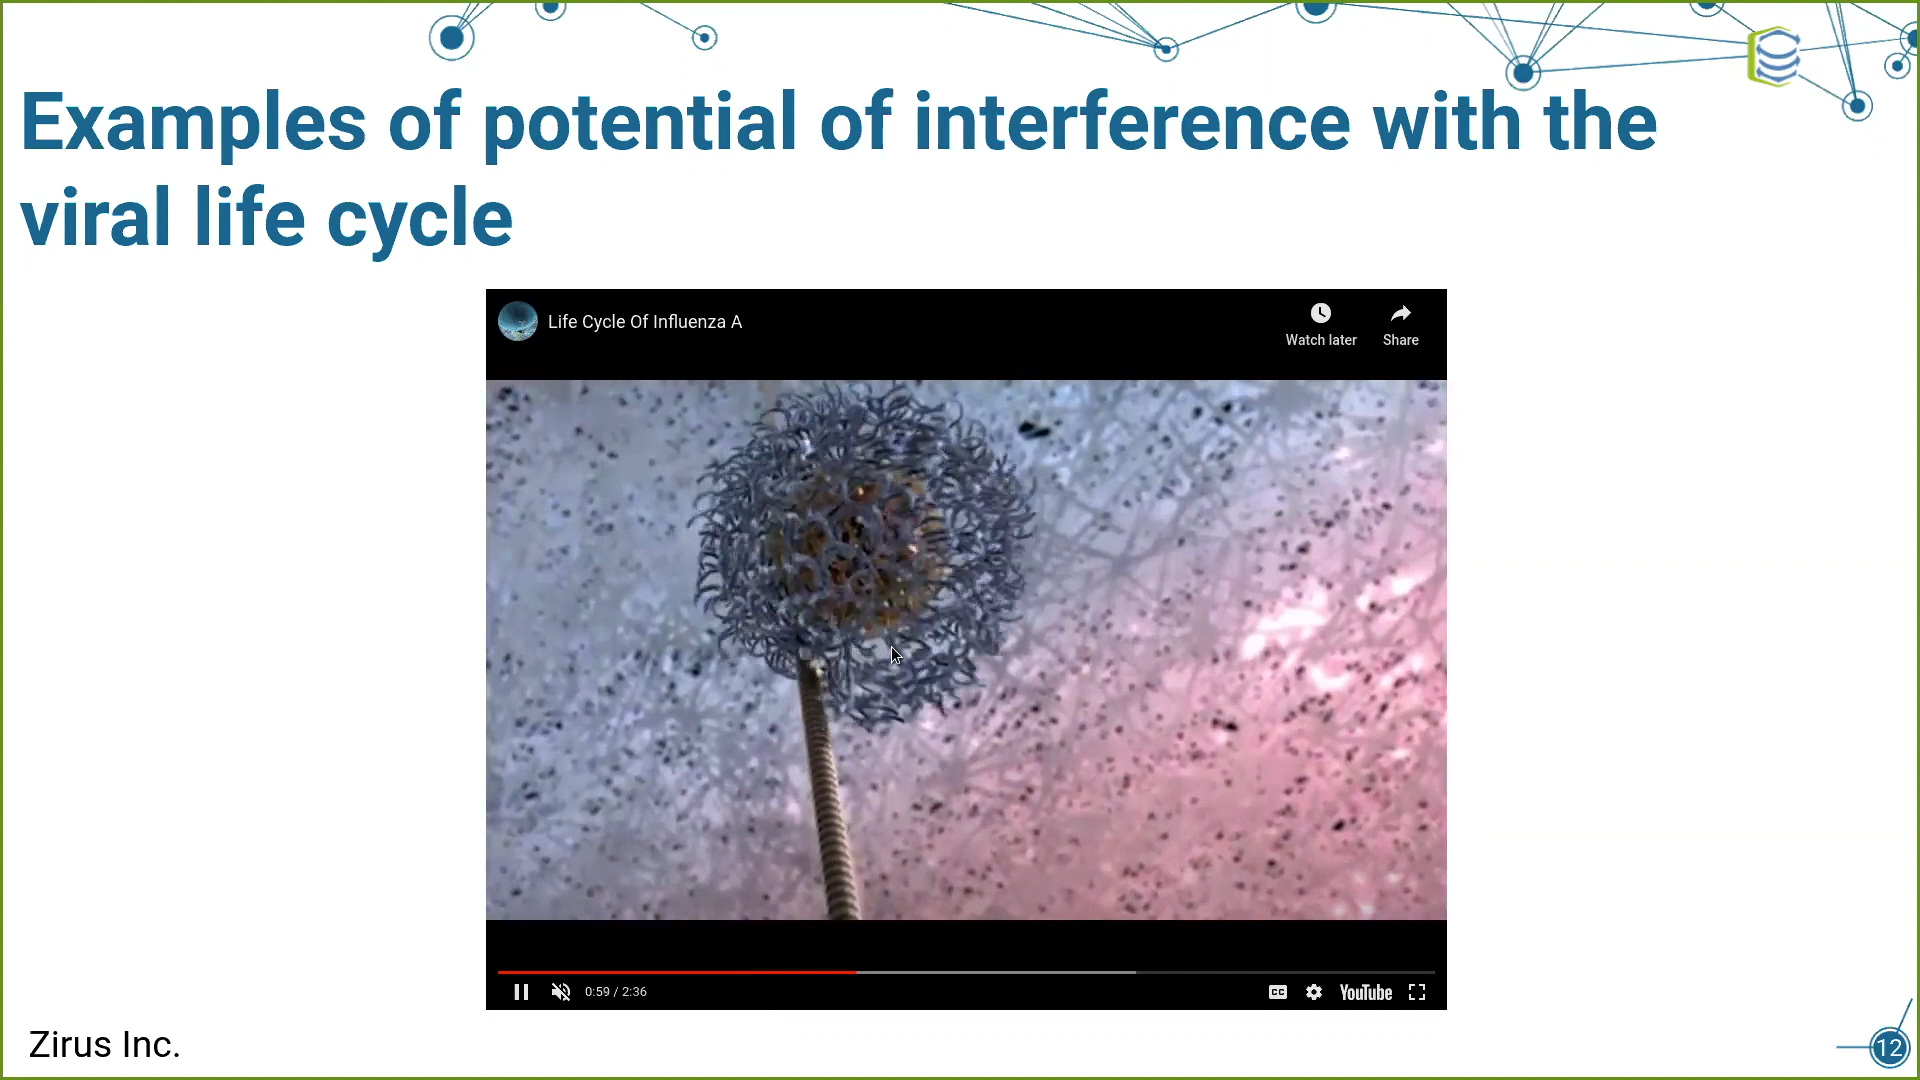 Examples of potential of interference with the
viral life cycle
Life Cycle Of Influenza A
Watch later
Share
0:59 / 2:36
CC
YouTube
Zirus Inc.
12